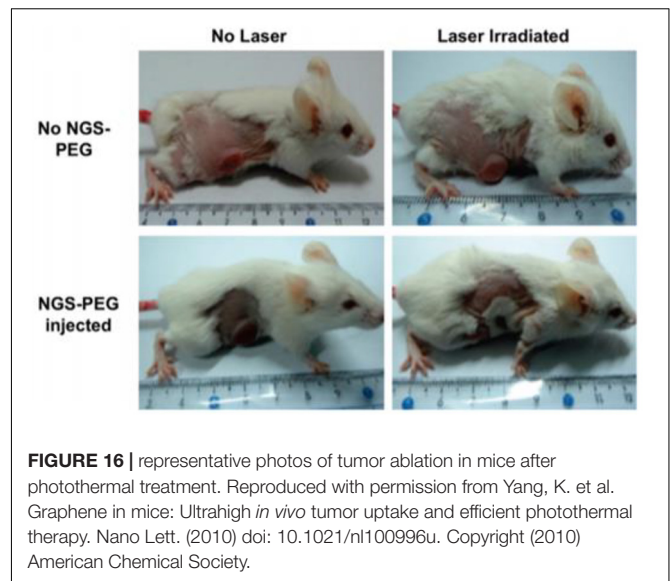 No Laser
Laser Irradiated
No NGS-
PEG
NGS-PEG
injected
FIGURE 16 | representative photos of tumor ablation in mice after
photothermal treatment. Reproduced with permission from Yang, K. et al.
Graphene in mice: Ultrahigh in vivo tumor uptake and efficient photothermal
therapy. Nano Lett. (2010) doi: 10.1021/nl100996u. Copyright (2010)
American Chemical Society.